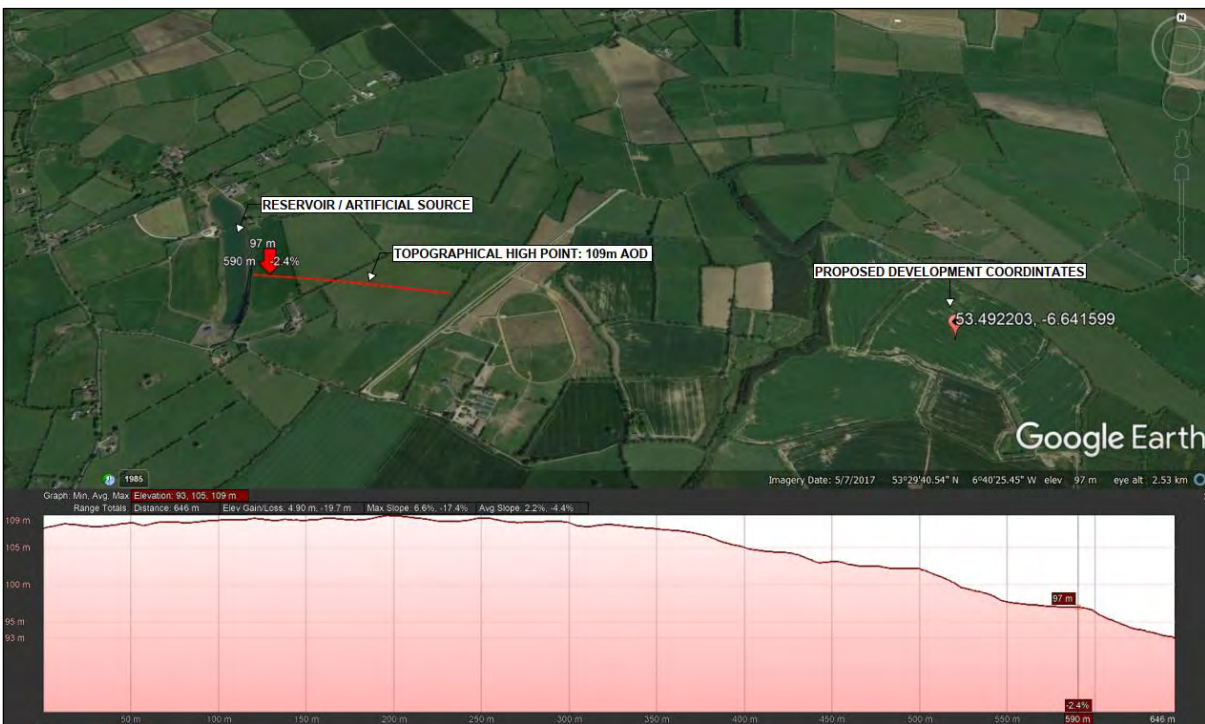 N
RESERVOIR / ARTIFICIAL SOURCE
97 m
590 m -2.4%
TOPOGRAPHICAL HIGH POINT: 109m AOD
PROPOSED DEVELOPMENT COORDINTATES
53.492203, -6.641599
Google Earth
1985
Imagery Date: 5/7/2017 53°29'40.54" N 6°40'25.45" W elev 97 m eye alt 2.53 km
Graph: Min, Avg, Max Elevation: 93, 105, 109 m
Range Totals: Distance: 646 m Elev Gain/Loss: 4.90 m, -19.7 m Max Slope: 6.6%, -17.4% Avg Slope: 2.2%, -4.4%
109 m
105 m
100 m
95 m
93 m
97 m
-2.4%
50 m 100 m 150 m 200 m 250 m 300 m 350 m 400 m 450 m 500 m 590 m 646 m